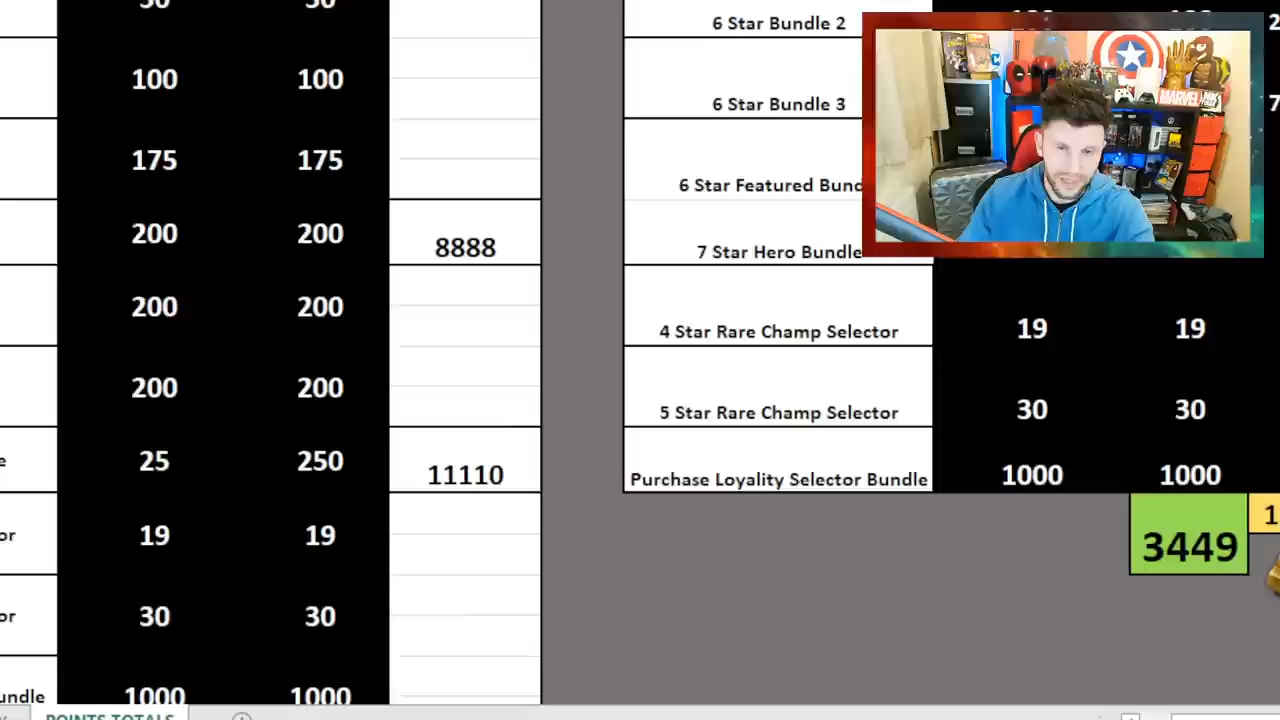 6 Star Bundle 2
100 100
6 Star Bundle 3
175 175
6 Star Featured
200 200 8888
7 Star Hero Bundle
200 200
4 Star Rare Champ Selector 19 19
200 200
5 Star Rare Champ Selector 30 30
25 250 11110
Purchase Loyality Selector Bundle 1000 1000
19 19
3449
30 30
1000 1000
POINTS TOTALS
MARVEL